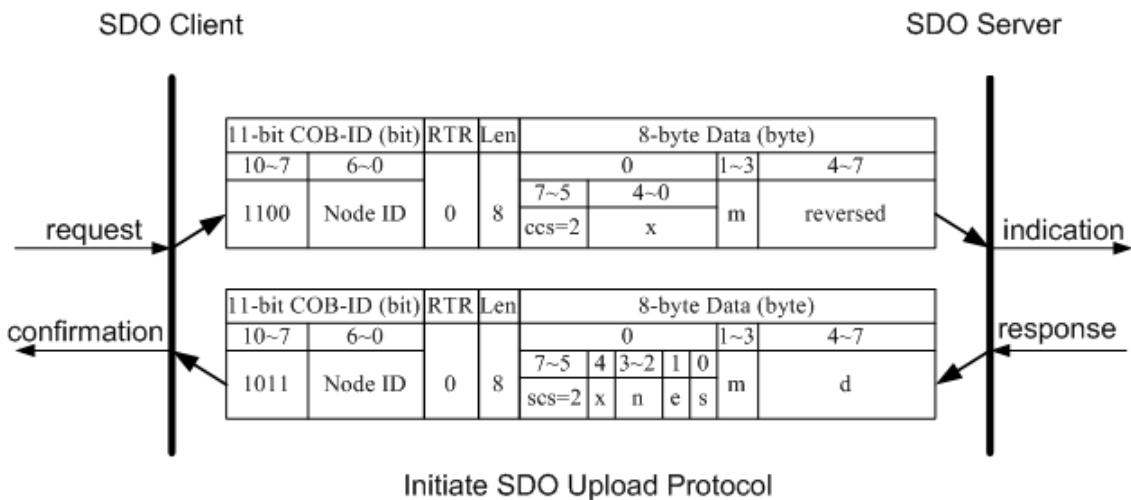 SDO Client SDO Server
11-bit COB-ID (bit) RTR Len 8-byte Data (byte)
10~7 6~0 0 1~3 4~7
7~5 4~0
1100 Node ID 0 8 m reversed
ccs=2 x
request indication
11-bit COB-ID (bit) RTR Len 8-byte Data (byte)
confirmation response
10~7 6~0 0 1~3 4~7
7~5 4 3~2 1 0
1011 Node ID 0 8 m d
scs=2 x n e s
Initiate SDO Upload Protocol